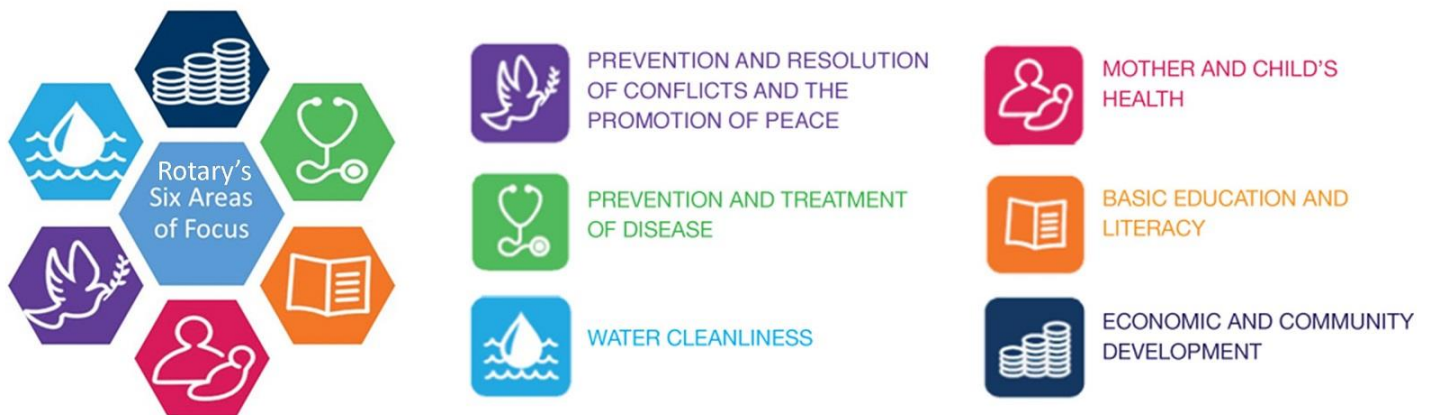 Rotary's
Six Areas
of Focus
PREVENTION AND RESOLUTION
OF CONFLICTS AND THE
PROMOTION OF PEACE
PREVENTION AND TREATMENT
OF DISEASE
WATER CLEANLINESS
MOTHER AND CHILD'S
HEALTH
BASIC EDUCATION AND
LITERACY
ECONOMIC AND COMMUNITY
DEVELOPMENT